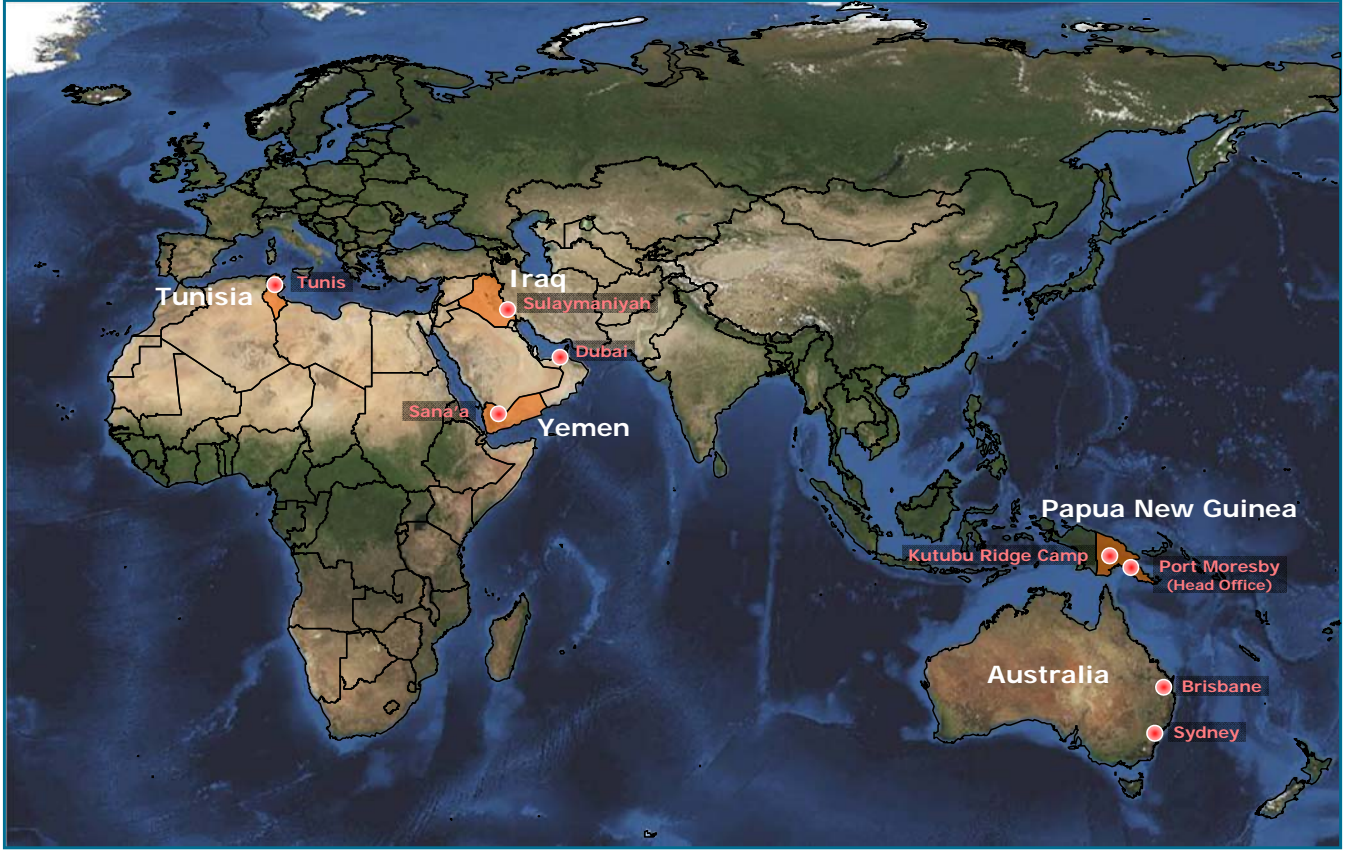 Iraq
Tunis
Tunisia
Sulaymaniyah
Dubai
Sana'a
Yemen
Papua New Guinea
Kutubu Ridge Camp
Port Moresby
(Head Office)
Australia
Brisbane
Sydney